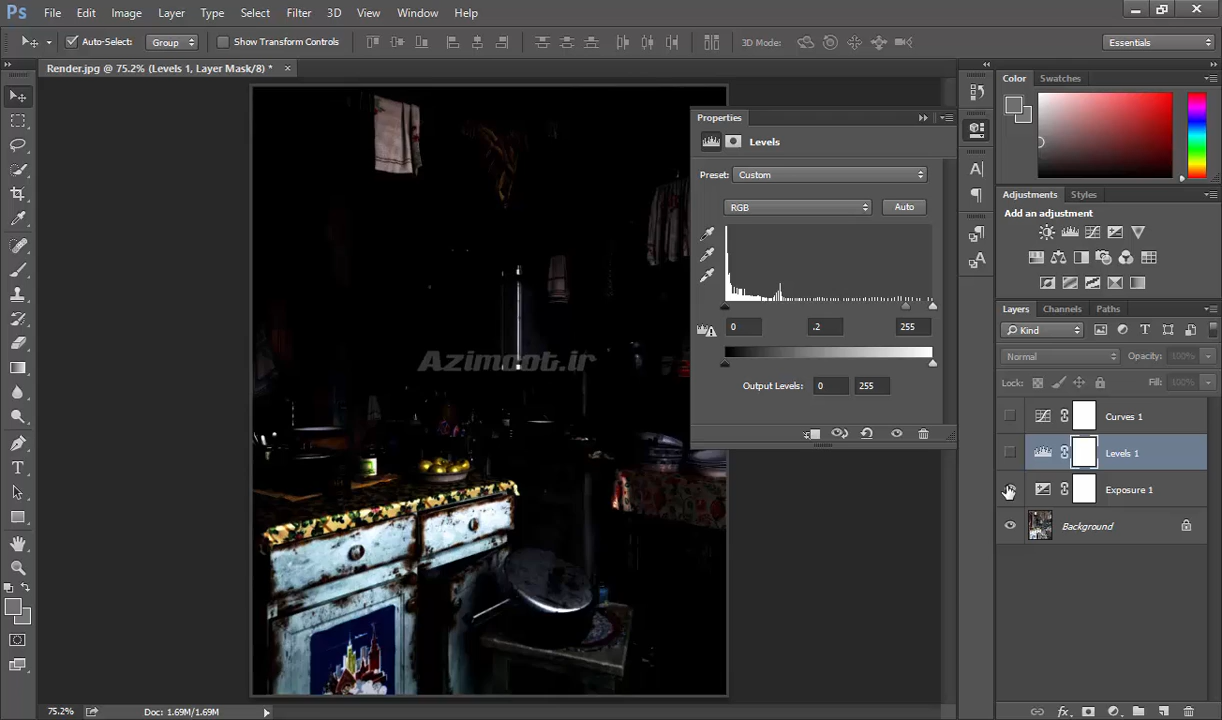 Ps File Edit Image Layer Type Select Filter 3D View Window Help
Auto-Select: Group Show Transform Controls 3D Mode: Essentials
Render.jpg @ 75.2% (Levels 1, Layer Mask/8) * ×
Color Swatches
Properties
Levels
Preset: Custom
RGB Auto
0 .2 255
Output Levels: 0 255
Azimcot.ir
Adjustments Styles
Add an adjustment
Layers Channels Paths
Kind
Normal Opacity: 100%
Lock: Fill: 100%
Curves 1
Levels 1
Exposure 1
Background
75.2% Doc: 1.69M/1.69M